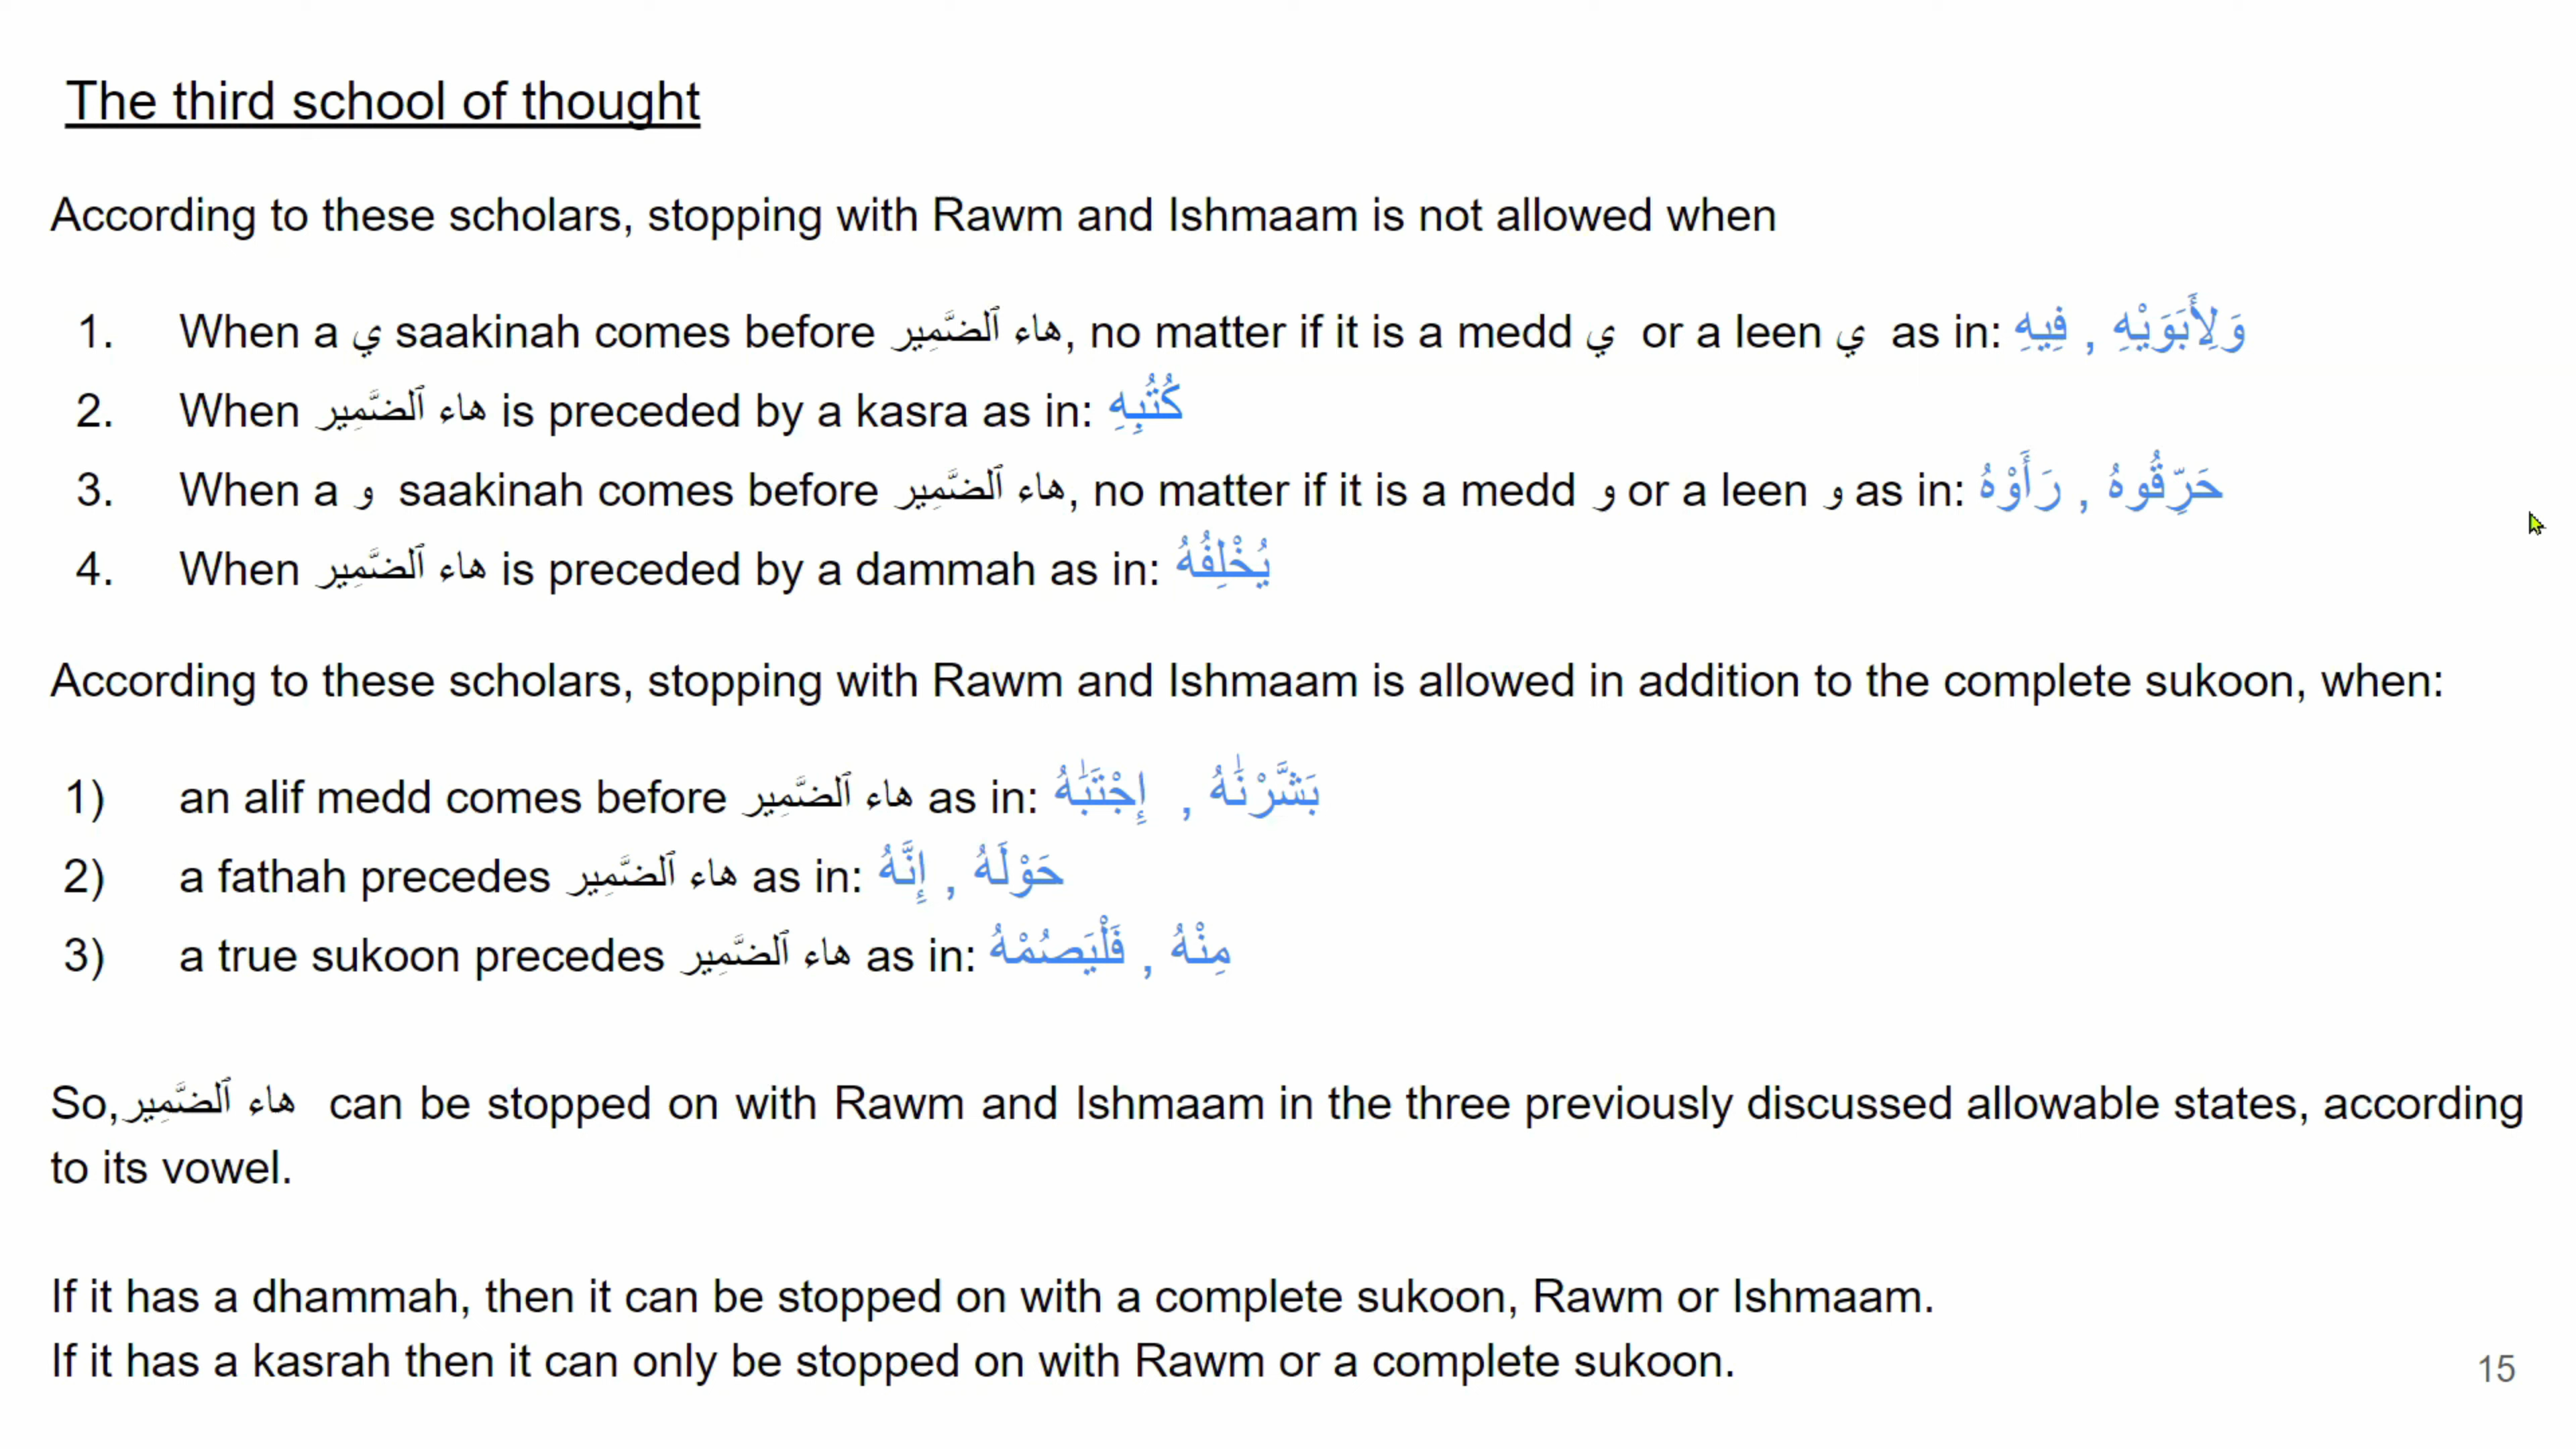 The third school of thought
According to these scholars, stopping with Rawm and Ishmaam is not allowed when
1. When a ي saakinah comes before هاء ٱلضَّمِير, no matter if it is a medd ي or a leen ي as in: فِيهِ , وَلِأَبَوَيْهِ
2. When هاء ٱلضَّمِير is preceded by a kasra as in: كُتُبِهِ
3. When a و saakinah comes before هاء ٱلضَّمِير, no matter if it is a medd و or a leen و as in: رَأَوْهُ , حَرِّقُوهُ
4. When هاء ٱلضَّمِير is preceded by a dammah as in: يُخْلِفُهُ
According to these scholars, stopping with Rawm and Ishmaam is allowed in addition to the complete sukoon, when:
1) an alif medd comes before هاء ٱلضَّمِير as in: إِجْتَبَٰهُ , بَشَّرْنَٰهُ
2) a fathah precedes هاء ٱلضَّمِير as in: إِنَّهُ , حَوْلَهُ
3) a true sukoon precedes هاء ٱلضَّمِير as in: فَلْيَصُمْهُ , مِنْهُ
So, هاء ٱلضَّمِير can be stopped on with Rawm and Ishmaam in the three previously discussed allowable states, according
to its vowel.
If it has a dhammah, then it can be stopped on with a complete sukoon, Rawm or Ishmaam.
If it has a kasrah then it can only be stopped on with Rawm or a complete sukoon.
15